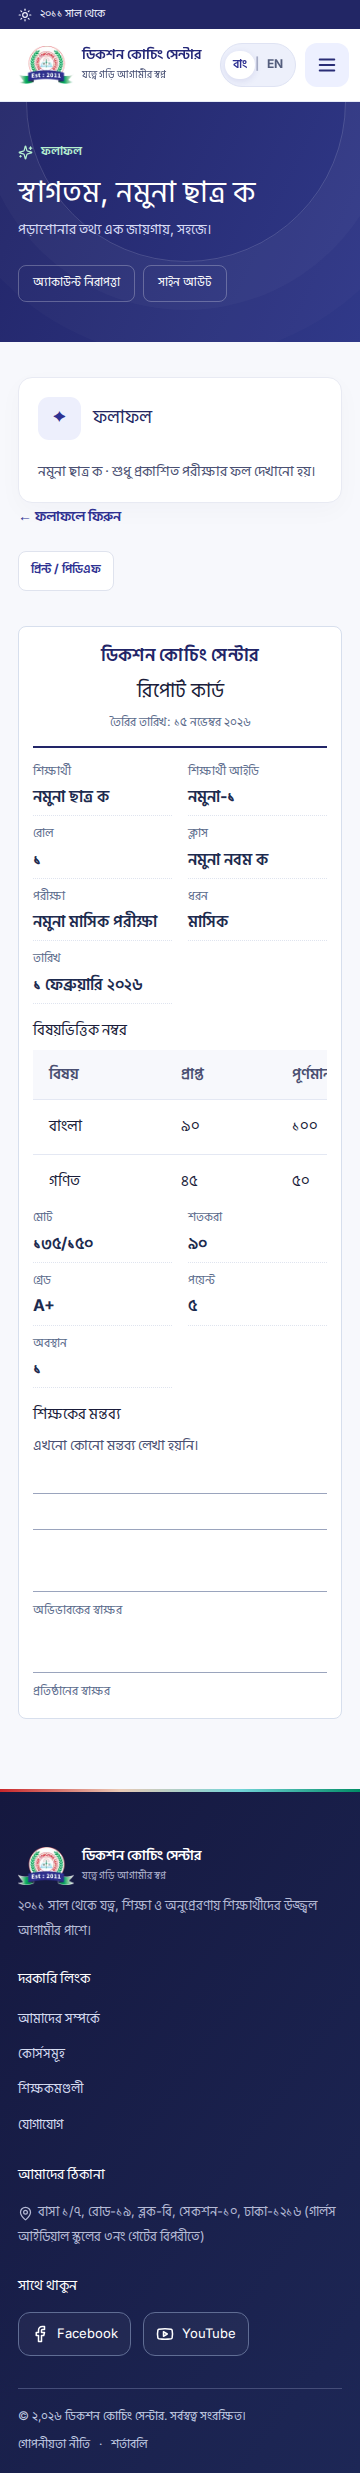 ২০১১ সাল থেকে
ডিকশন কোচিং সেন্টার
যত্নে গড়ি আগামীর স্বপ্ন
বাং | EN
Est : 2011
ফলাফল
স্বাগতম, নমুনা ছাত্র ক
পড়াশোনার তথ্য এক জায়গায়, সহজে।
অ্যাকাউন্ট নিরাপত্তা
সাইন আউট
ফলাফল
নমুনা ছাত্র ক · শুধু প্রকাশিত পরীক্ষার ফল দেখানো হয়।
← ফলাফলে ফিরুন
প্রিন্ট / পিডিএফ
ডিকশন কোচিং সেন্টার
রিপোর্ট কার্ড
তৈরির তারিখ: ১৫ নভেম্বর ২০২৬
শিক্ষার্থী শিক্ষার্থী আইডি
নমুনা ছাত্র ক নমুনা-১
রোল ক্লাস
১ নমুনা নবম ক
পরীক্ষা ধরন
নমুনা মাসিক পরীক্ষা মাসিক
তারিখ
১ ফেব্রুয়ারি ২০২৬
বিষয়ভিত্তিক নম্বর
বিষয় প্রাপ্ত পূর্ণমান
বাংলা ৯০ ১০০
গণিত ৪৫ ৫০
মোট শতকরা
১৩৫/১৫০ ৯০
গ্রেড পয়েন্ট
A+ ৫
অবস্থান
১
শিক্ষকের মন্তব্য
এখনো কোনো মন্তব্য লেখা হয়নি।
অভিভাবকের স্বাক্ষর
প্রতিষ্ঠানের স্বাক্ষর
Est : 2011
ডিকশন কোচিং সেন্টার
যত্নে গড়ি আগামীর স্বপ্ন
২০১১ সাল থেকে যত্ন, শিক্ষা ও অনুপ্রেরণায় শিক্ষার্থীদের উজ্জ্বল
আগামীর পাশে।
দরকারি লিংক
আমাদের সম্পর্কে
কোর্সসমূহ
শিক্ষকমণ্ডলী
যোগাযোগ
আমাদের ঠিকানা
বাসা ১/৭, রোড-১৯, ব্লক-বি, সেকশন-১০, ঢাকা-১২১৬ (গার্লস
আইডিয়াল স্কুলের ৩নং গেটের বিপরীতে)
সাথে থাকুন
Facebook
YouTube
© ২,০২৬ ডিকশন কোচিং সেন্টার. সর্বস্বত্ব সংরক্ষিত।
গোপনীয়তা নীতি · শর্তাবলি